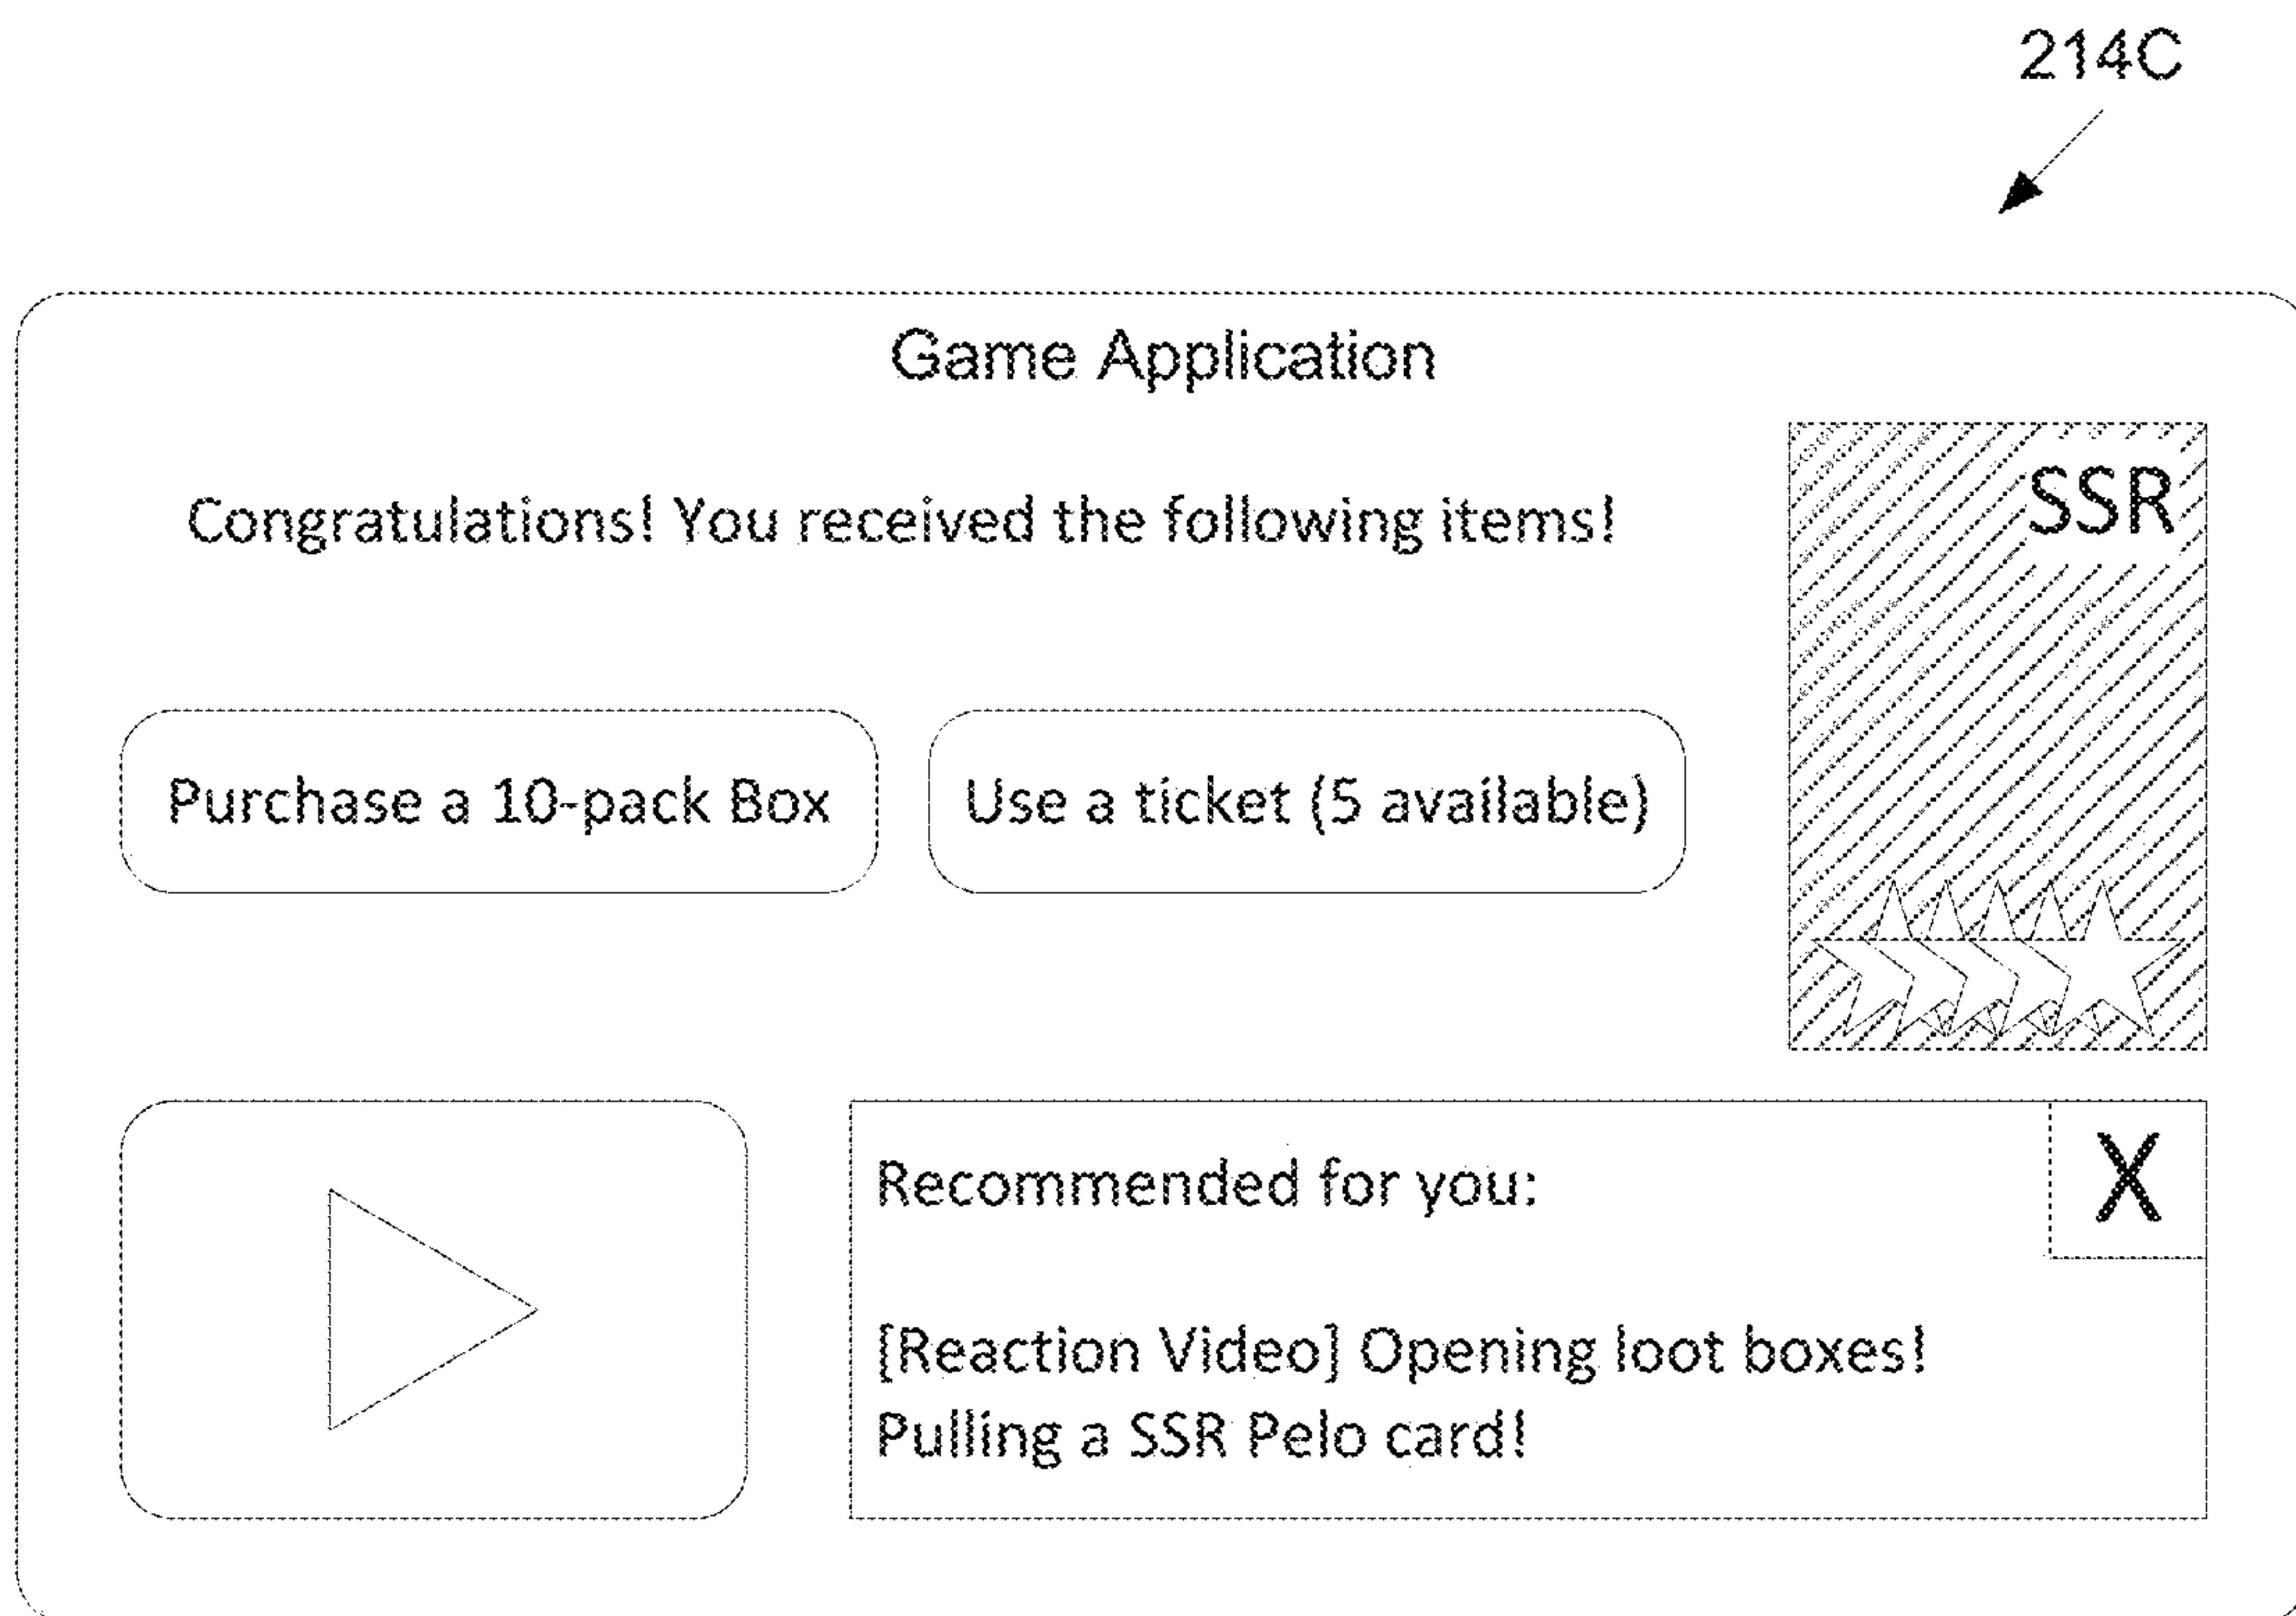 214C
Game Application
SSR
Congratulations! You received the following items!
Purchase a 10-pack Box
Use a ticket (5 available)
Recommended for you:
X
[Reaction Video] Opening loot boxes!
Pulling a SSR Pelo card!